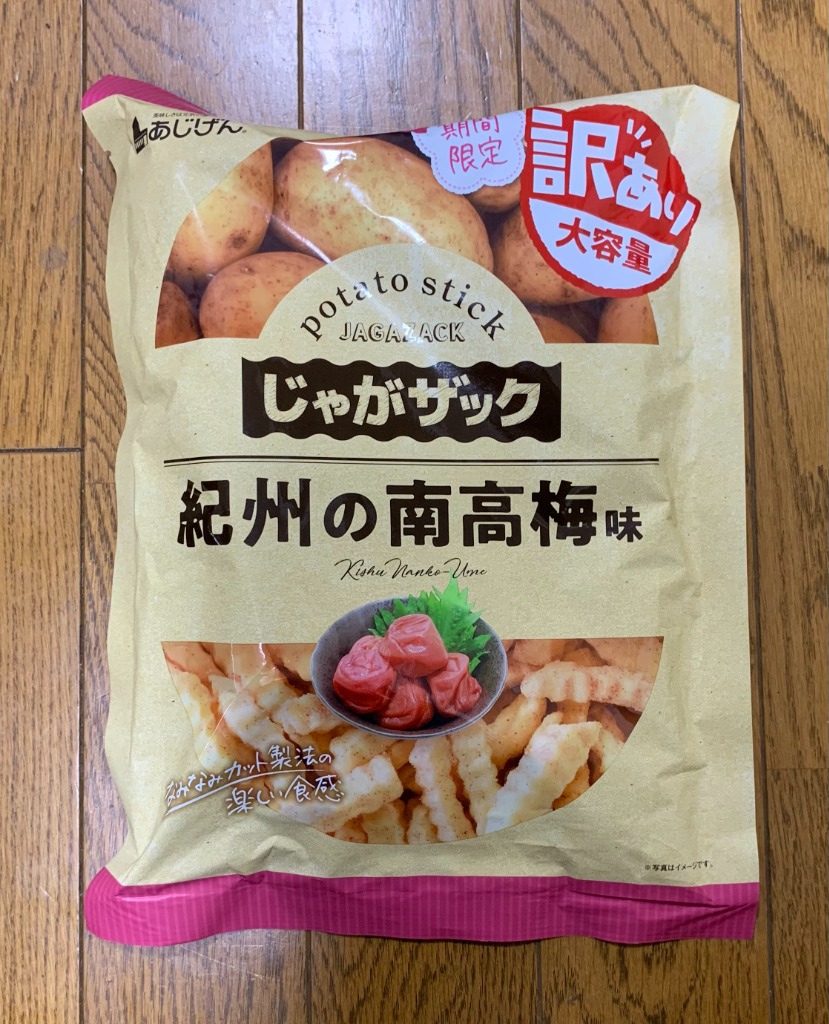 あじげん
期間
限定
訳あり
大容量
potato stick
JAGAZACK
じゃがザック
紀州の南高梅味
Kishu Nanko-Ume
なみなみカット製法の
楽しい食感
※写真はイメージです。